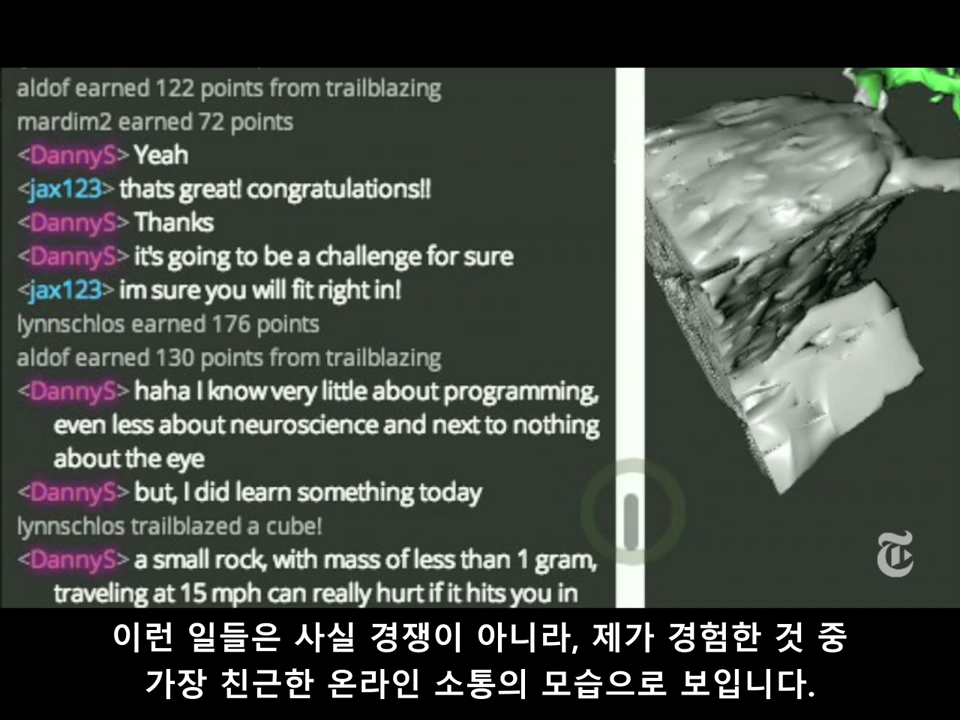 aldof earned 122 points from trailblazing
mardim2 earned 72 points
<DannyS> Yeah
<jax123> thats great! congratulations!!
<DannyS> Thanks
<DannyS> it's going to be a challenge for sure
<jax123> im sure you will fit right in!
lynnschlos earned 176 points
aldof earned 130 points from trailblazing
<DannyS> haha I know very little about programming,
even less about neuroscience and next to nothing
about the eye
<DannyS> but, I did learn something today
lynnschlos trailblazed a cube!
<DannyS> a small rock, with mass of less than 1 gram,
traveling at 15 mph can really hurt if it hits you in
T
이런 일들은 사실 경쟁이 아니라, 제가 경험한 것 중
가장 친근한 온라인 소통의 모습으로 보입니다.